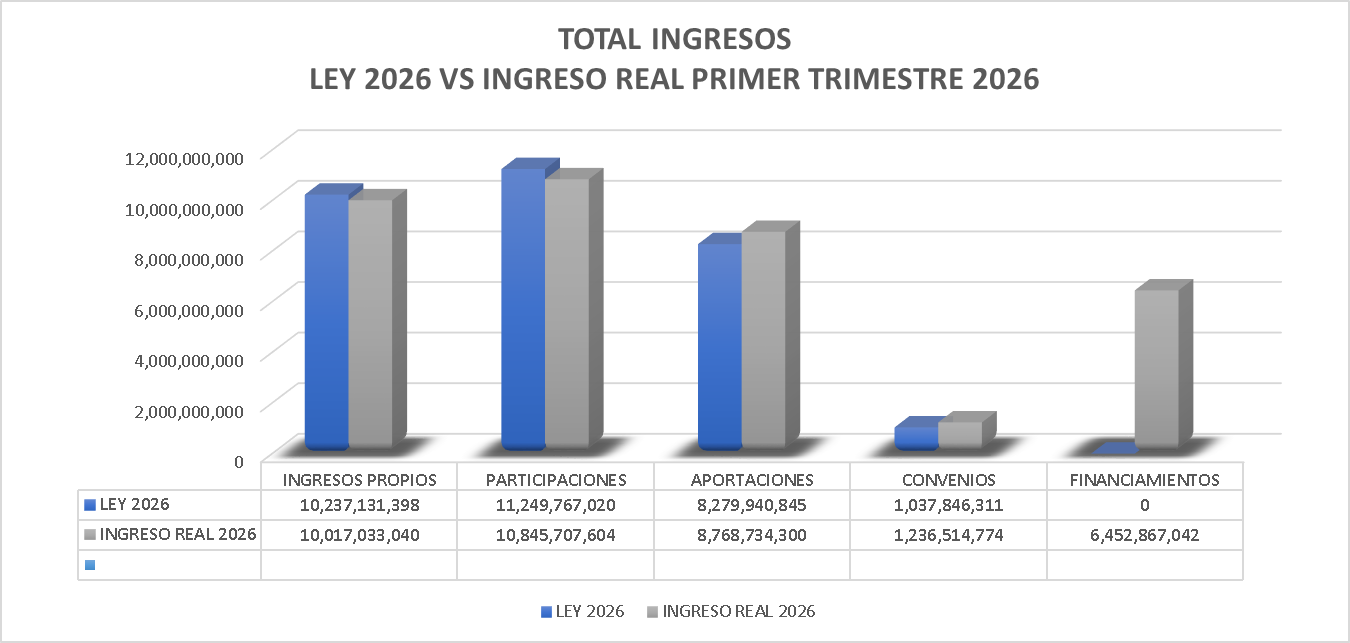 TOTAL INGRESOS
LEY 2026 VS INGRESO REAL PRIMER TRIMESTRE 2026
12,000,000,000
10,000,000,000
8,000,000,000
6,000,000,000
4,000,000,000
2,000,000,000
0
INGRESOS PROPIOS PARTICIPACIONES APORTACIONES CONVENIOS FINANCIAMIENTOS
LEY 2026 10,237,131,398 11,249,767,020 8,279,940,845 1,037,846,311 0
INGRESO REAL 2026 10,017,033,040 10,845,707,604 8,768,734,300 1,236,514,774 6,452,867,042
LEY 2026 INGRESO REAL 2026